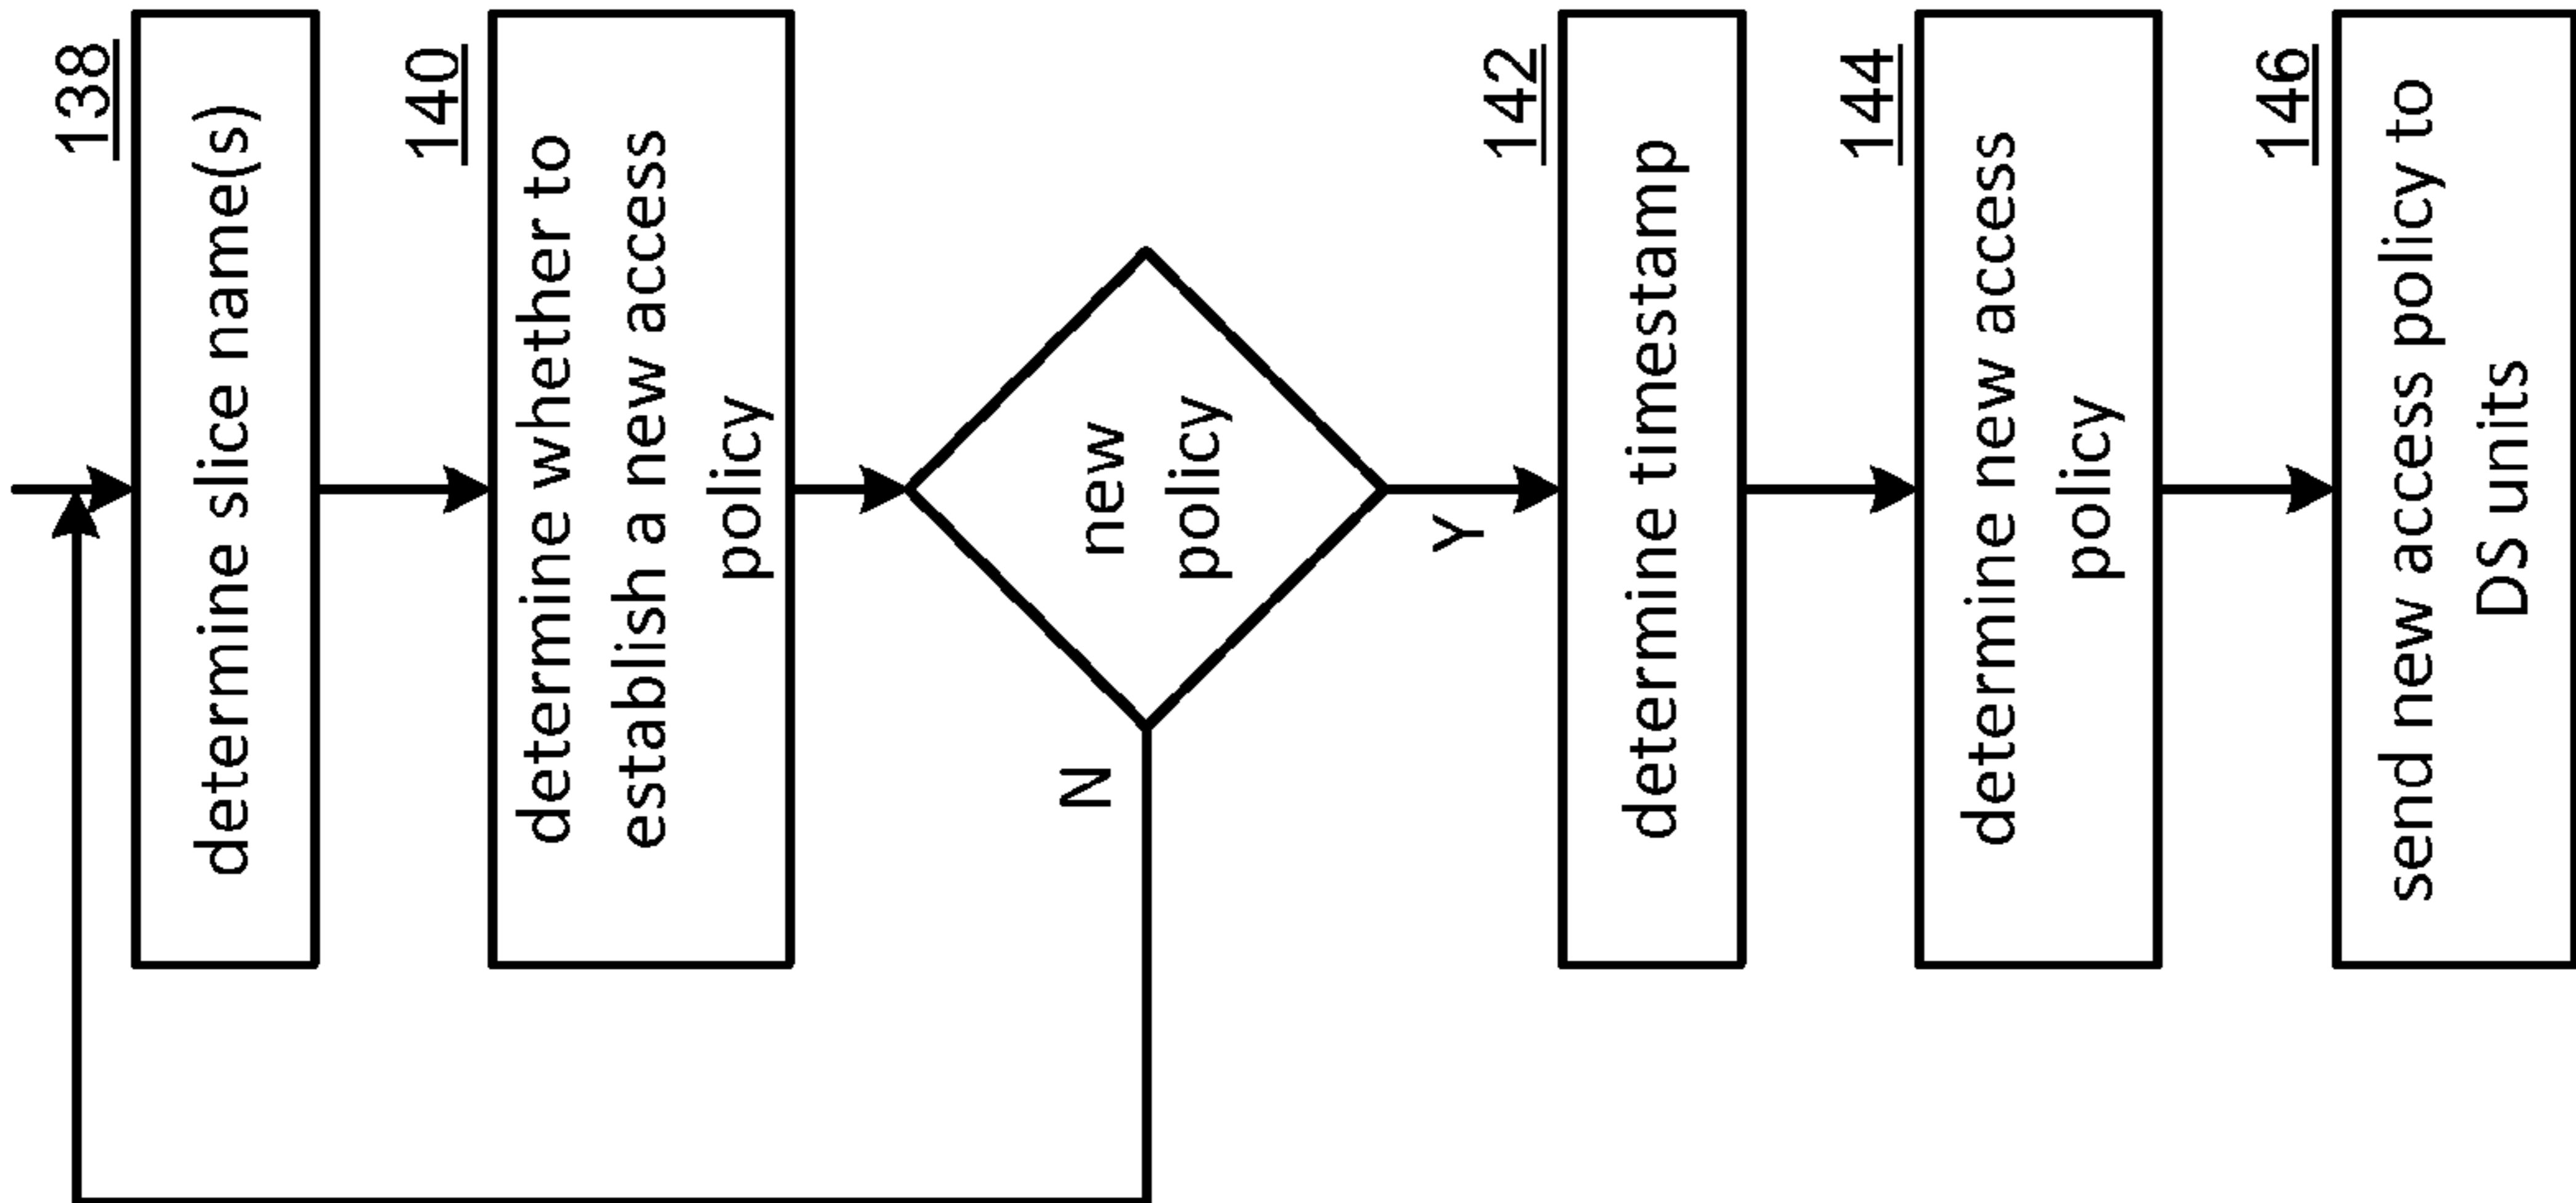 138
determine slice name(s)
140
determine whether to
establish a new access
policy
new
policy
N
Y
142
determine timestamp
144
determine new access
policy
146
send new access policy to
DS units